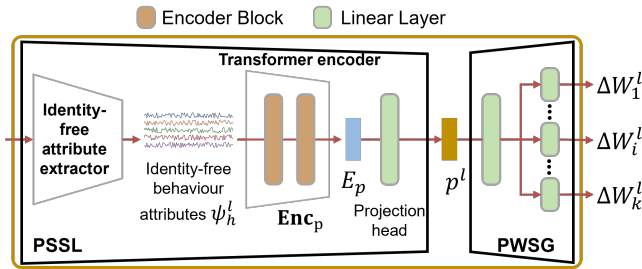 Encoder Block
Linear Layer
Transformer encoder
Identity-
free
attribute
extractor
Identity-free
behaviour
attributes ψ_h^l
Enc_p
E_p
Projection
head
p^l
ΔW_1^l
ΔW_i^l
ΔW_k^l
PSSL
PWSG